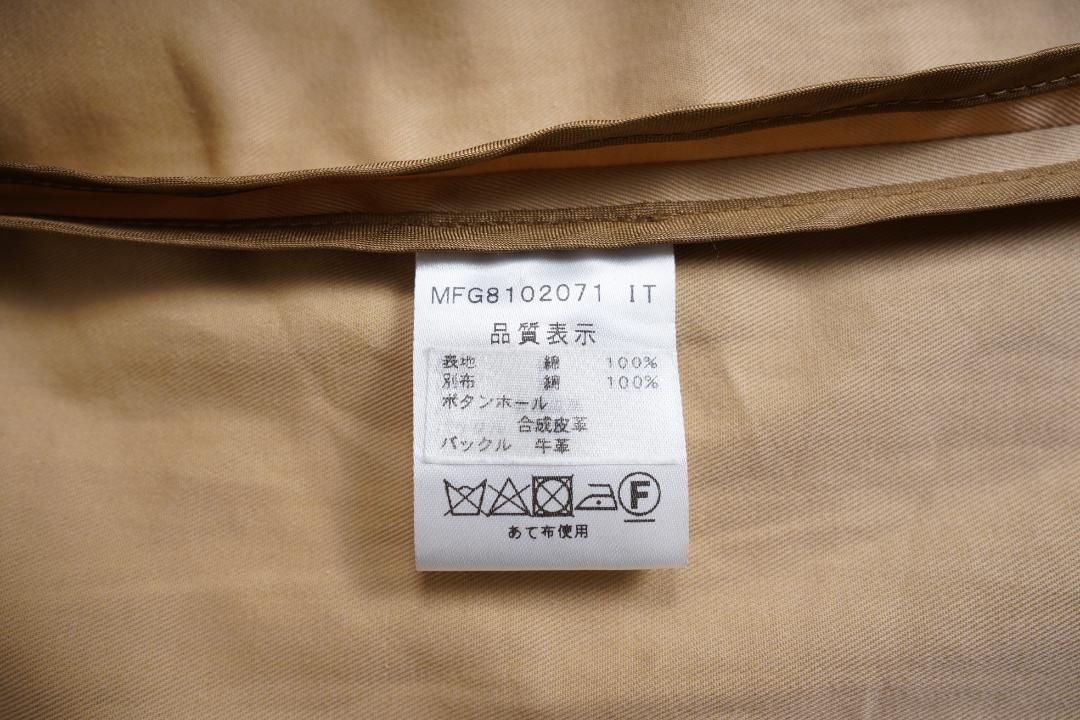 MFG8102071 IT
品質表示
表地 綿 100%
別布 綿 100%
ボタンホール
合成皮革
バックル 牛革
F
あて布使用